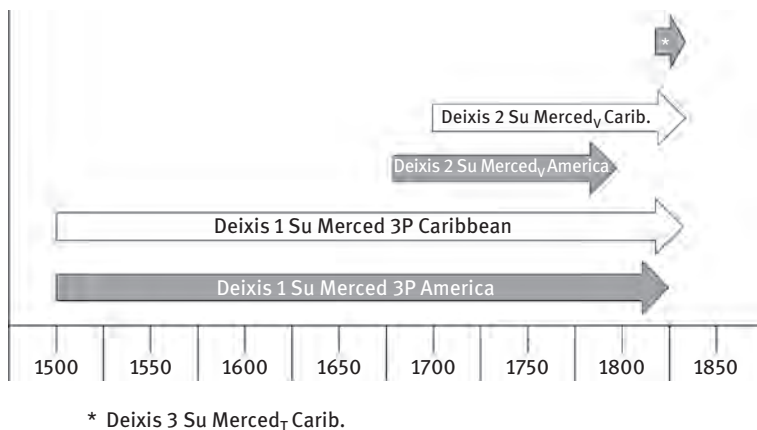 *
Deixis 2 Su Mercedᵥ Carib.
Deixis 2 Su Mercedᵥ America
Deixis 1 Su Merced 3P Caribbean
Deixis 1 Su Merced 3P America
1500 1550 1600 1650 1700 1750 1800 1850
* Deixis 3 Su Merced_T Carib.